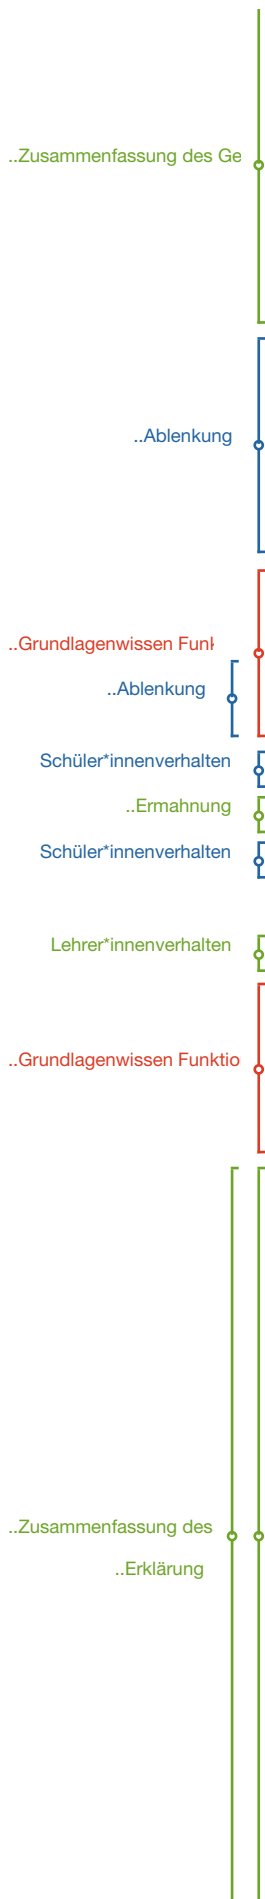 ..Zusammenfassung des Ge
..Ablenkung
..Grundlagenwissen Funk
..Ablenkung
Schüler*innenverhalten
..Ermahnung
Schüler*innenverhalten
Lehrer*innenverhalten
..Grundlagenwissen Funktio
..Zusammenfassung des
..Erklärung